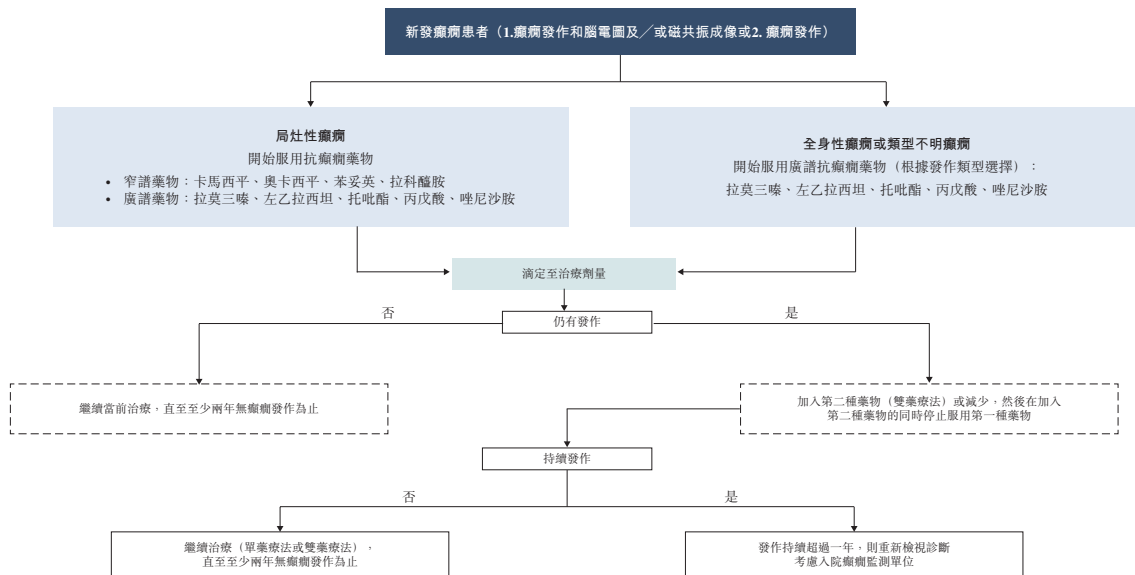 新發癲癇患者（1.癲癇發作和腦電圖及╱或磁共振成像或2. 癲癇發作）
局灶性癲癇
開始服用抗癲癇藥物
• 窄譜藥物：卡馬西平、奧卡西平、苯妥英、拉科醯胺
• 廣譜藥物：拉莫三嗪、左乙拉西坦、托吡酯、丙戊酸、唑尼沙胺
全身性癲癇或類型不明癲癇
開始服用廣譜抗癲癇藥物（根據發作類型選擇）：
拉莫三嗪、左乙拉西坦、托吡酯、丙戊酸、唑尼沙胺
滴定至治療劑量
仍有發作
否
是
繼續當前治療，直至至少兩年無癲癇發作為止
加入第二種藥物（雙藥療法）或減少，然後在加入
第二種藥物的同時停止服用第一種藥物
持續發作
否
是
繼續治療（單藥療法或雙藥療法），
直至至少兩年無癲癇發作為止
發作持續超過一年，則重新檢視診斷
考慮入院癲癇監測單位